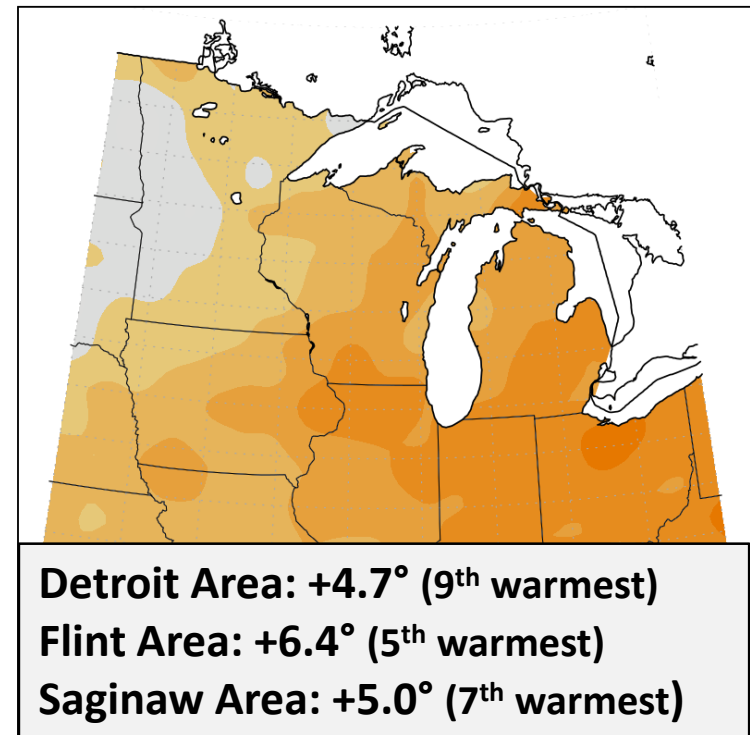 Detroit Area: +4.7° (9th warmest)
Flint Area: +6.4° (5th warmest)
Saginaw Area: +5.0° (7th warmest)